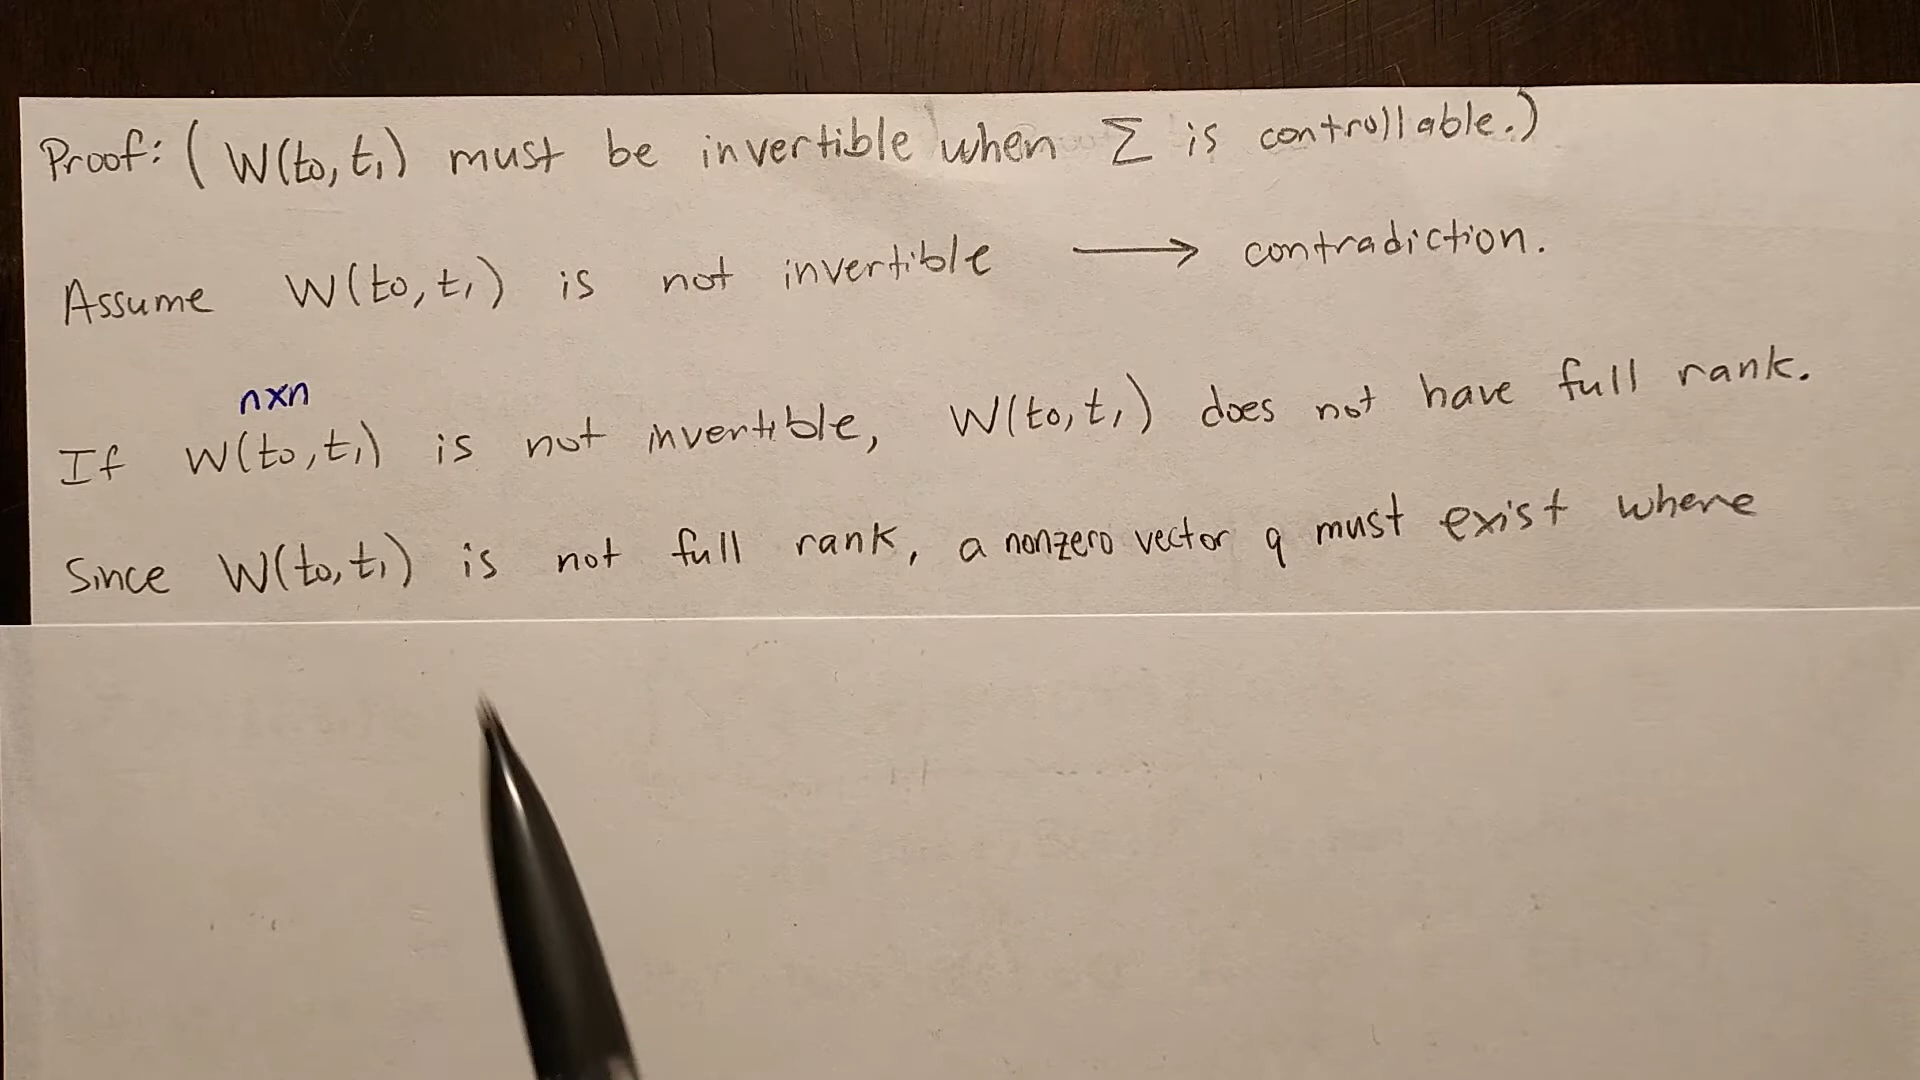 Proof: (W(t₀,t₁) must be invertible when Σ is controllable.)
Assume W(t₀,t₁) is not invertible ⟶ contradiction.
n×n
If W(t₀,t₁) is not invertible, W(t₀,t₁) does not have full rank.
Since W(t₀,t₁) is not full rank, a nonzero vector q must exist where